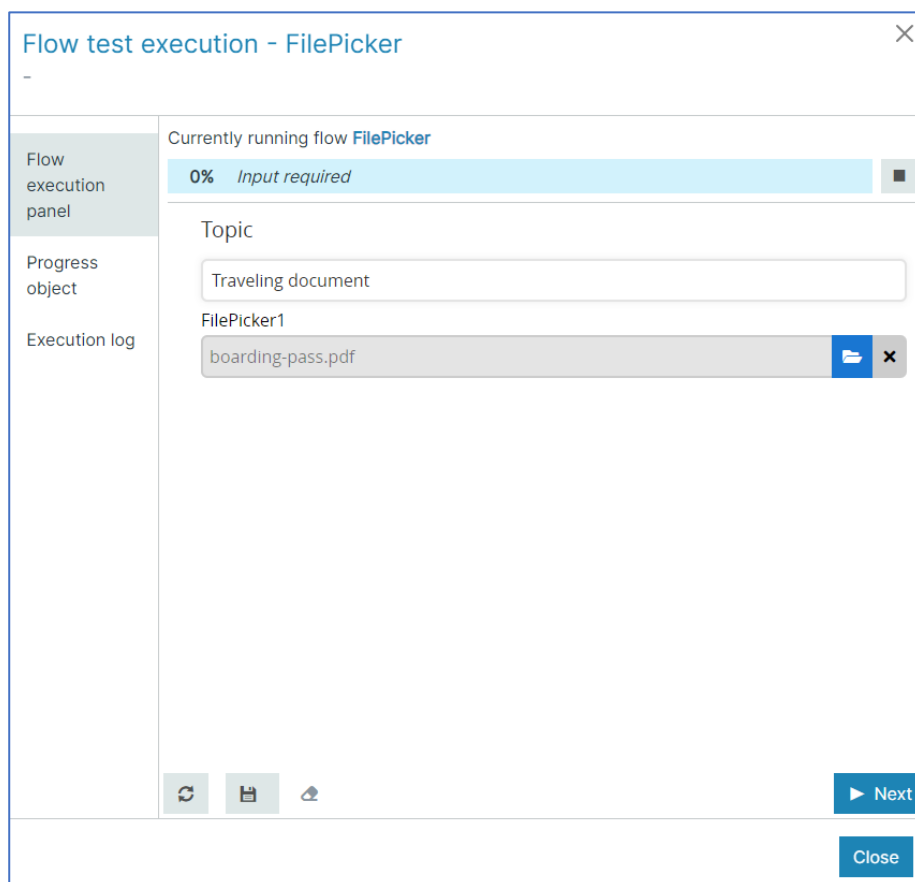 Flow test execution - FilePicker
-
Flow
execution
panel
Progress
object
Execution log
Currently running flow FilePicker
0% Input required
Topic
Traveling document
FilePicker1
boarding-pass.pdf
Next
Close